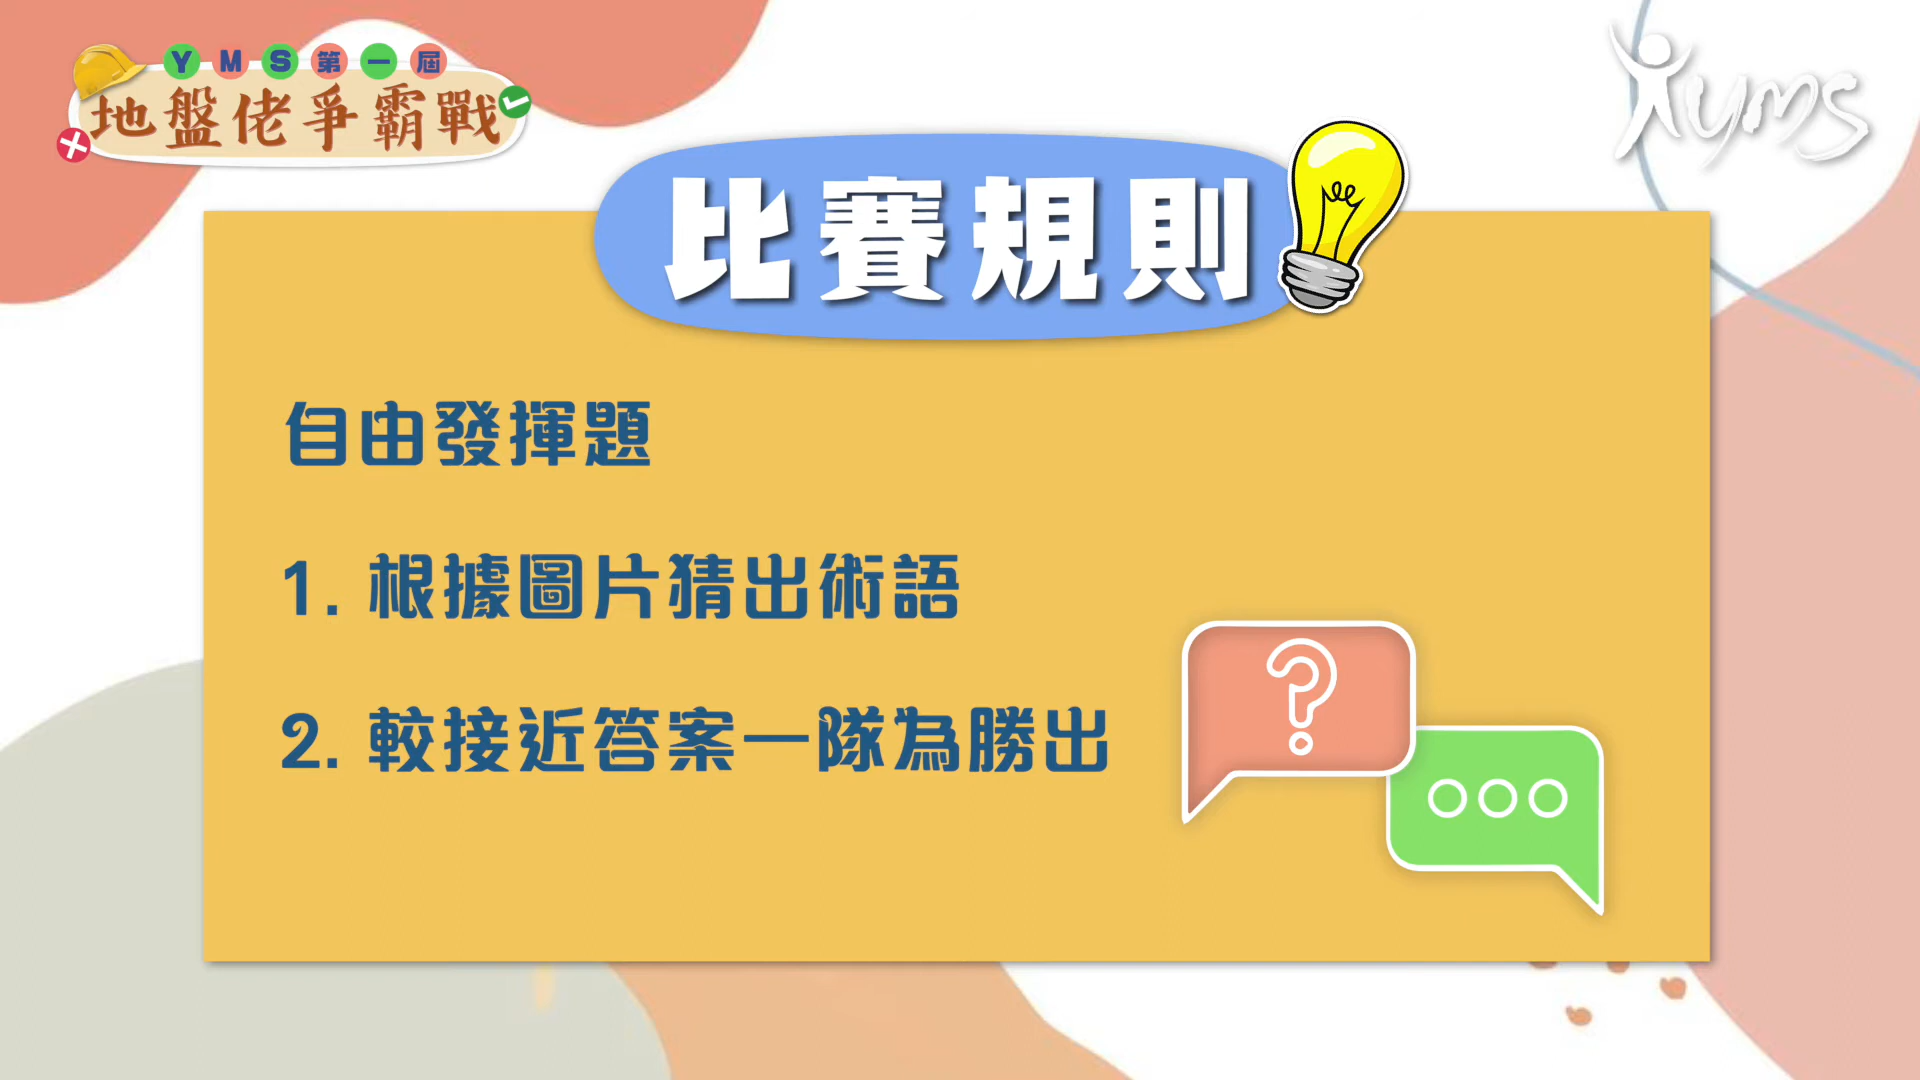 YMS第一屆
地盤佬爭霸戰
yms
比賽規則
自由發揮題
1. 根據圖片猜出術語
2. 較接近答案一隊為勝出